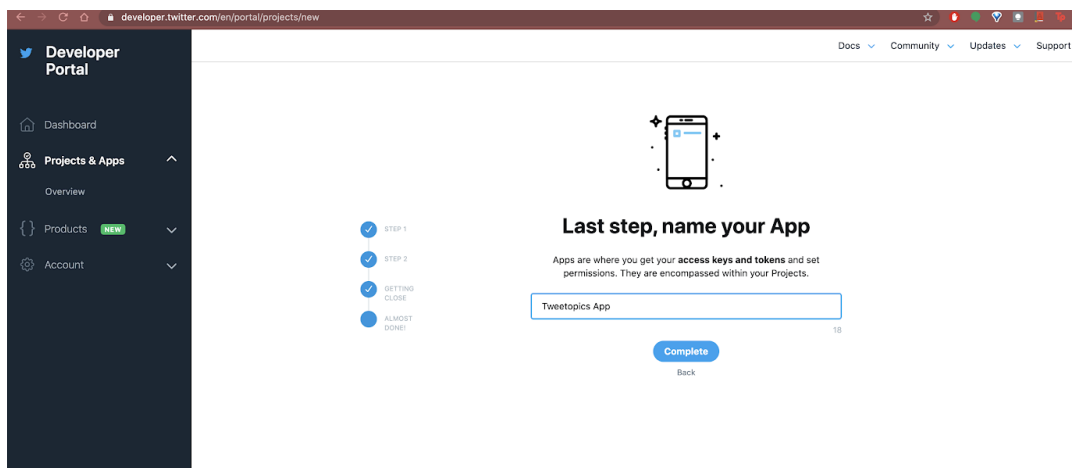 developer.twitter.com/en/portal/projects/new
Developer
Portal
Docs
Community
Updates
Support
Dashboard
Projects & Apps
Overview
Products NEW
Account
STEP 1
STEP 2
GETTING
CLOSE
ALMOST
DONE!
Last step, name your App
Apps are where you get your access keys and tokens and set
permissions. They are encompassed within your Projects.
Tweetopics App
18
Complete
Back